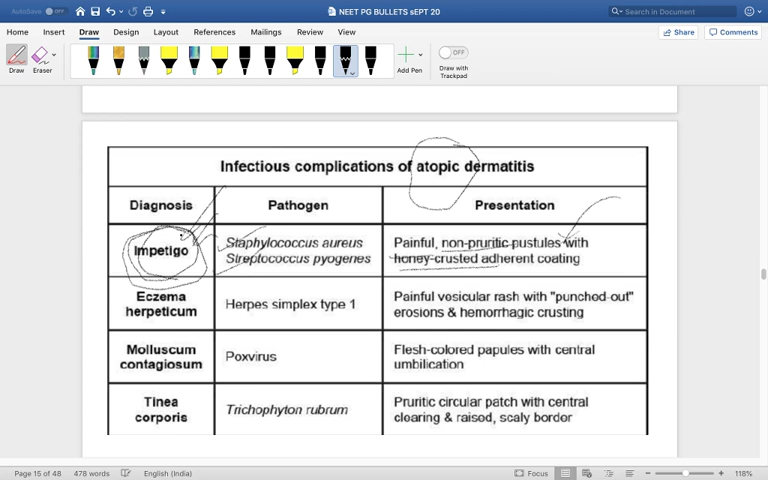 AutoSave OFF NEET PG BULLETS sEPT 20 Search in Document
Home Insert Draw Design Layout References Mailings Review View Share Comments
Draw Eraser Add Pen OFF Draw with Trackpad
Infectious complications of atopic dermatitis
Diagnosis Pathogen Presentation
Impetigo
Staphylococcus aureus
Streptococcus pyogenes
Painful, non-pruritic pustules with
honey-crusted adherent coating
Eczema
herpeticum
Herpes simplex type 1
Painful vesicular rash with "punched-out"
erosions & hemorrhagic crusting
Molluscum
contagiosum
Poxvirus
Flesh-colored papules with central
umbilication
Tinea
corporis
Trichophyton rubrum
Pruritic circular patch with central
clearing & raised, scaly border
Page 15 of 48 478 words English (India) Focus 118%